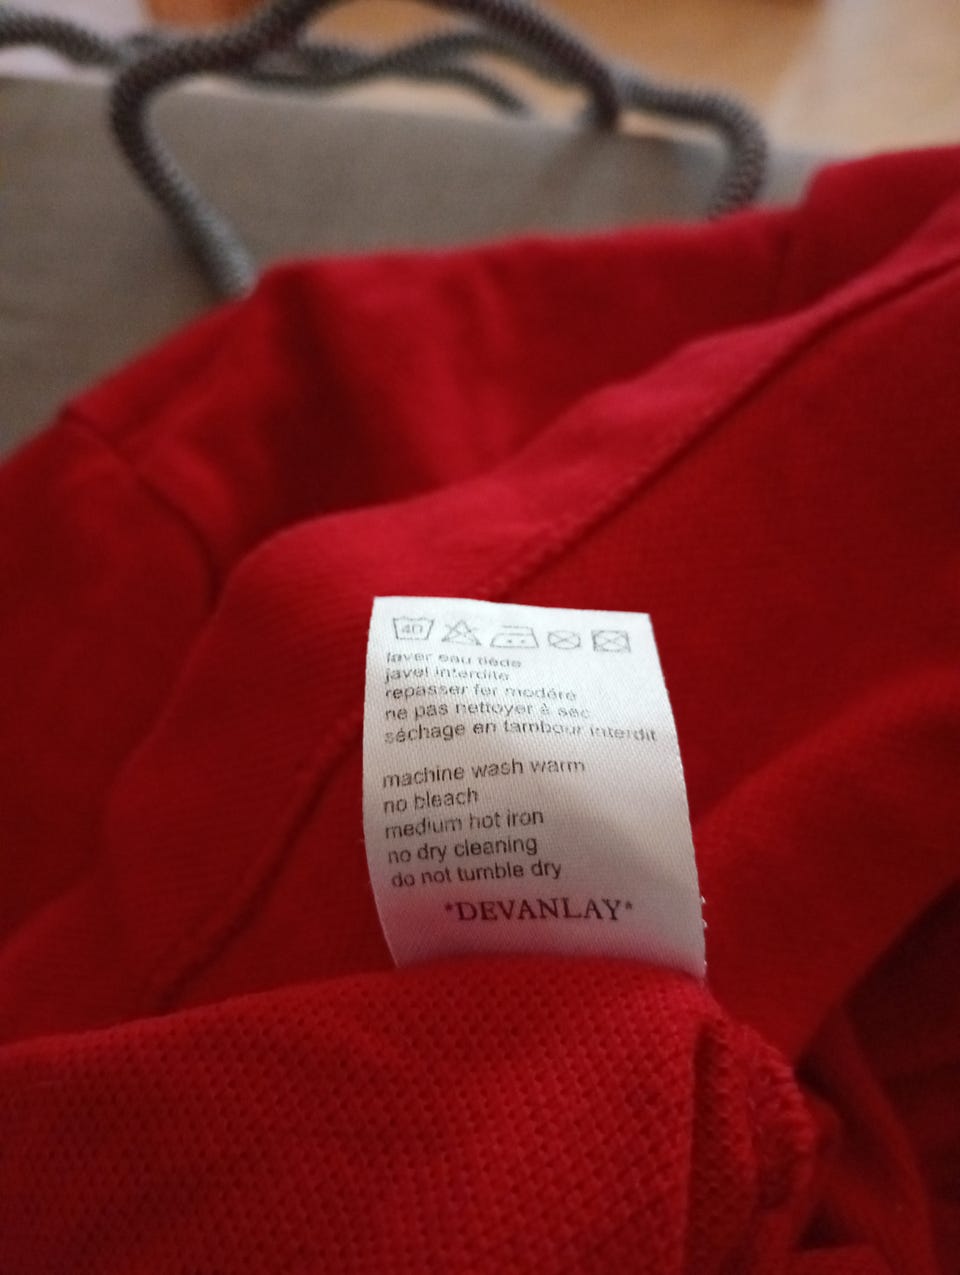 40
laver eau tiède
javel interdite
repasser fer modéré
ne pas nettoyer à sec
séchage en tambour interdit
machine wash warm
no bleach
medium hot iron
no dry cleaning
do not tumble dry
*DEVANLAY*